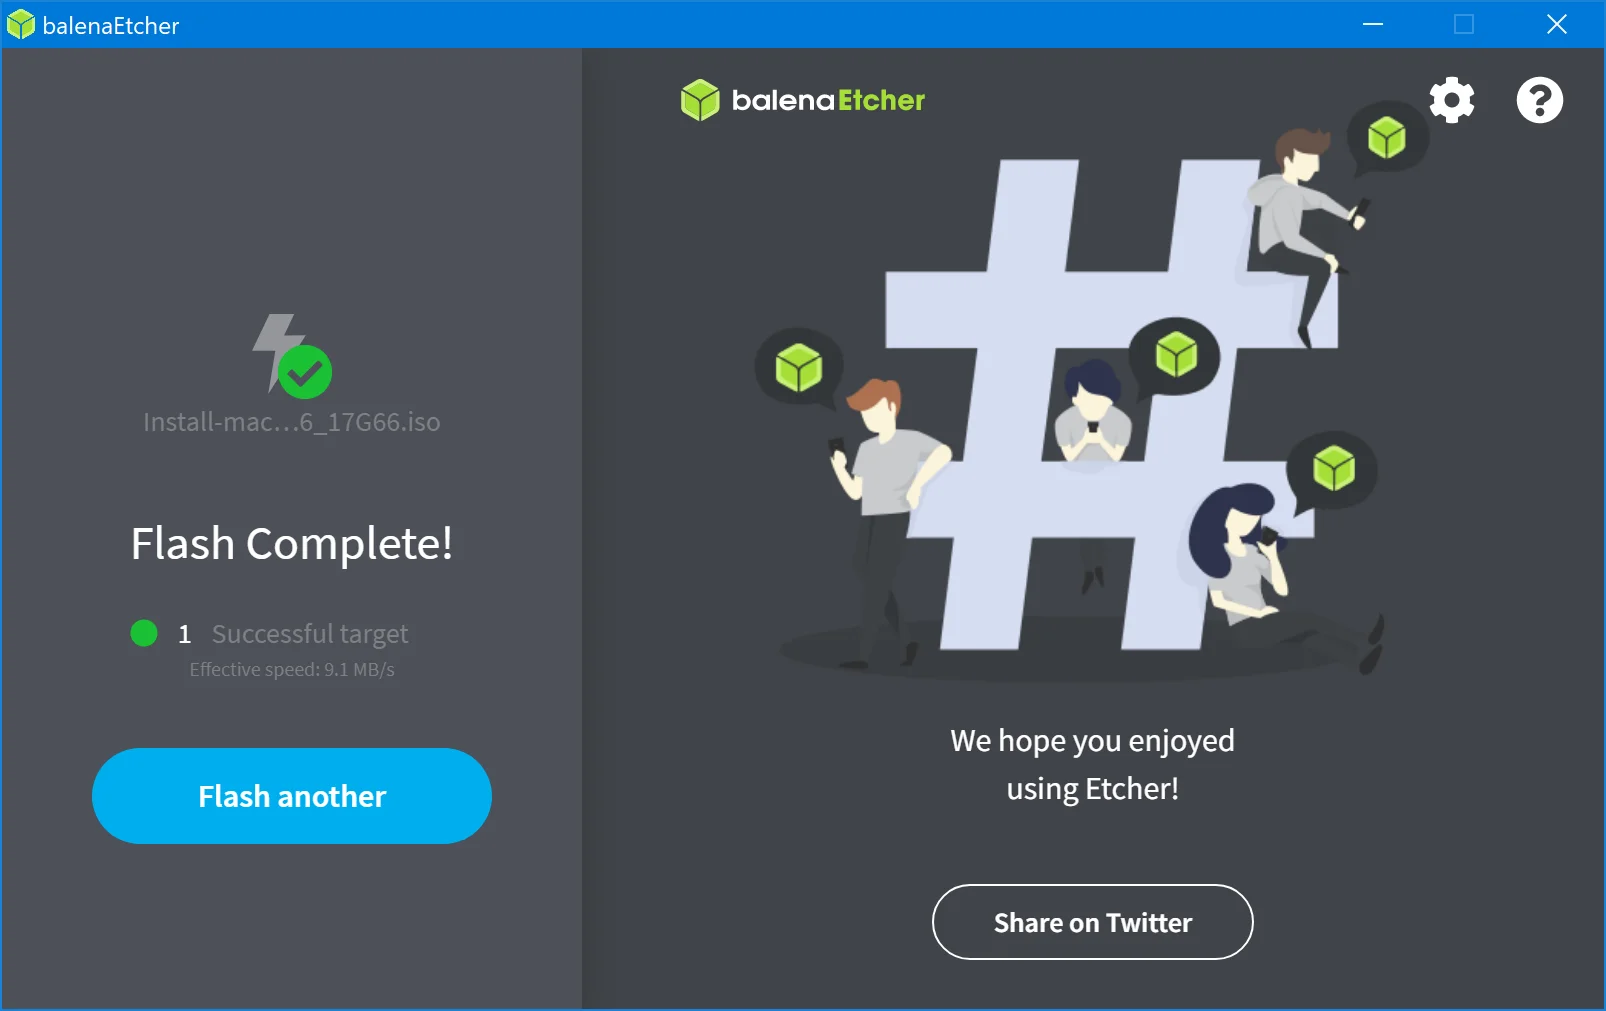 balenaEtcher
balenaEtcher
Install-mac...6_17G66.iso
Flash Complete!
1 Successful target
Effective speed: 9.1 MB/s
Flash another
We hope you enjoyed
using Etcher!
Share on Twitter